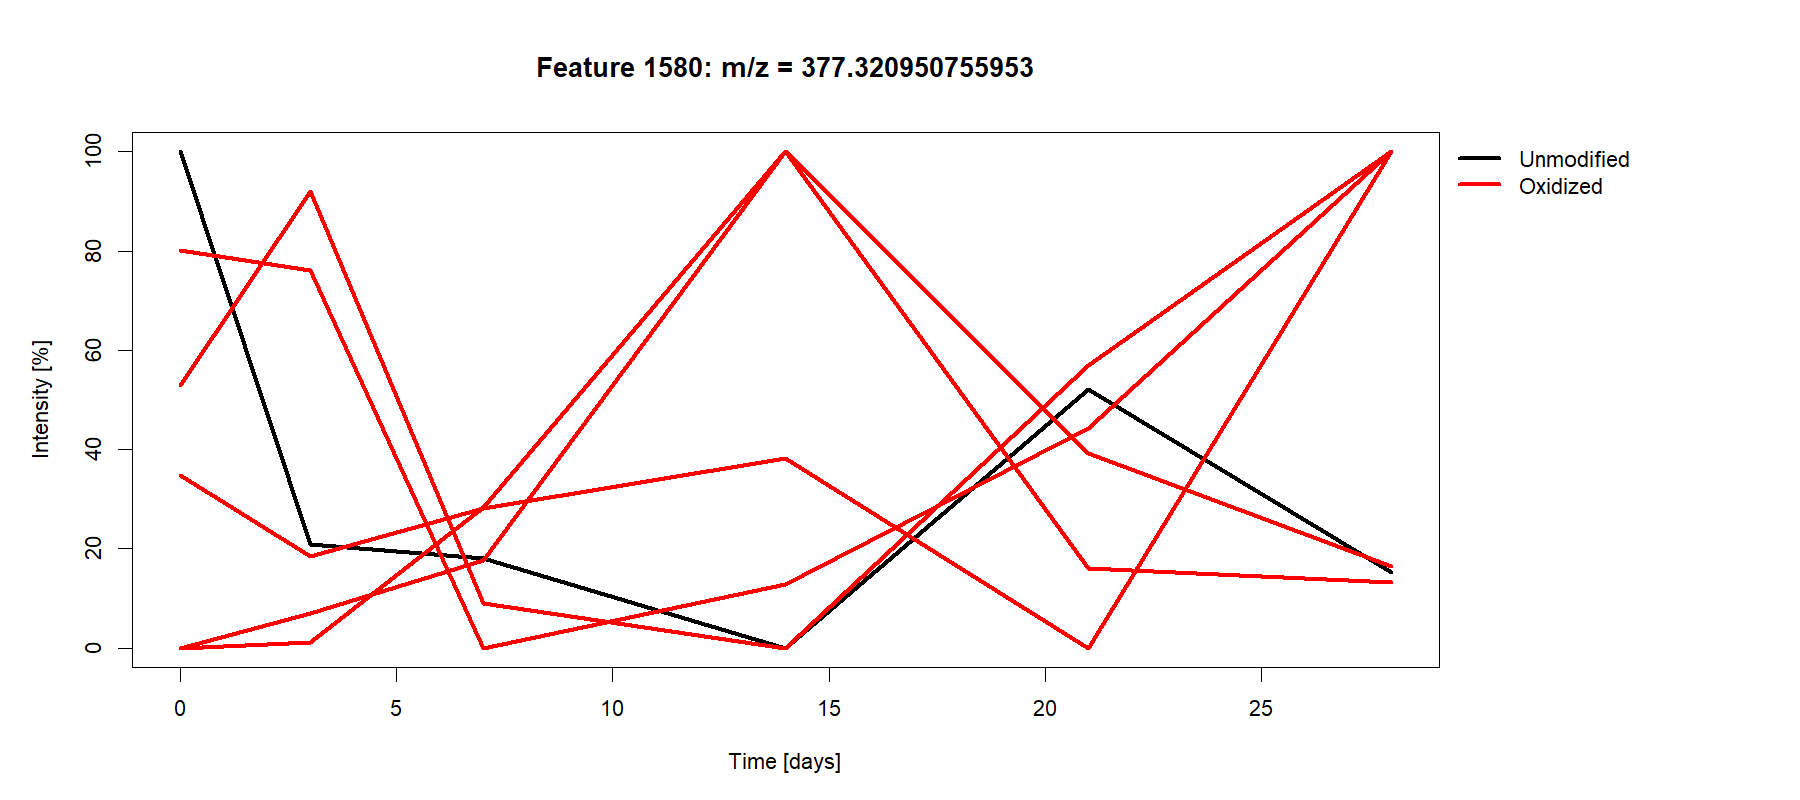 Feature 1580: m/z = 377.320950755953
Unmodified
Oxidized
100
80
60
40
20
0
Intensity [%]
0 5 10 15 20 25
Time [days]